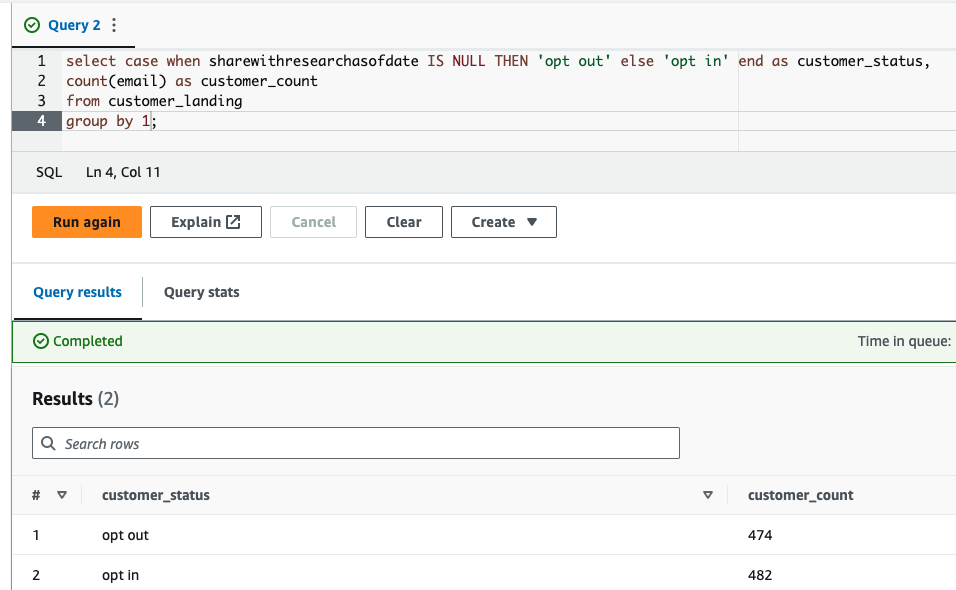 Query 2
1 select case when sharewithresearchasofdate IS NULL THEN 'opt out' else 'opt in' end as customer_status,
2 count(email) as customer_count
3 from customer_landing
4 group by 1;
SQL Ln 4, Col 11
Run again Explain Cancel Clear Create
Query results Query stats
Completed Time in queue:
Results (2)
Search rows
# customer_status customer_count
1 opt out 474
2 opt in 482